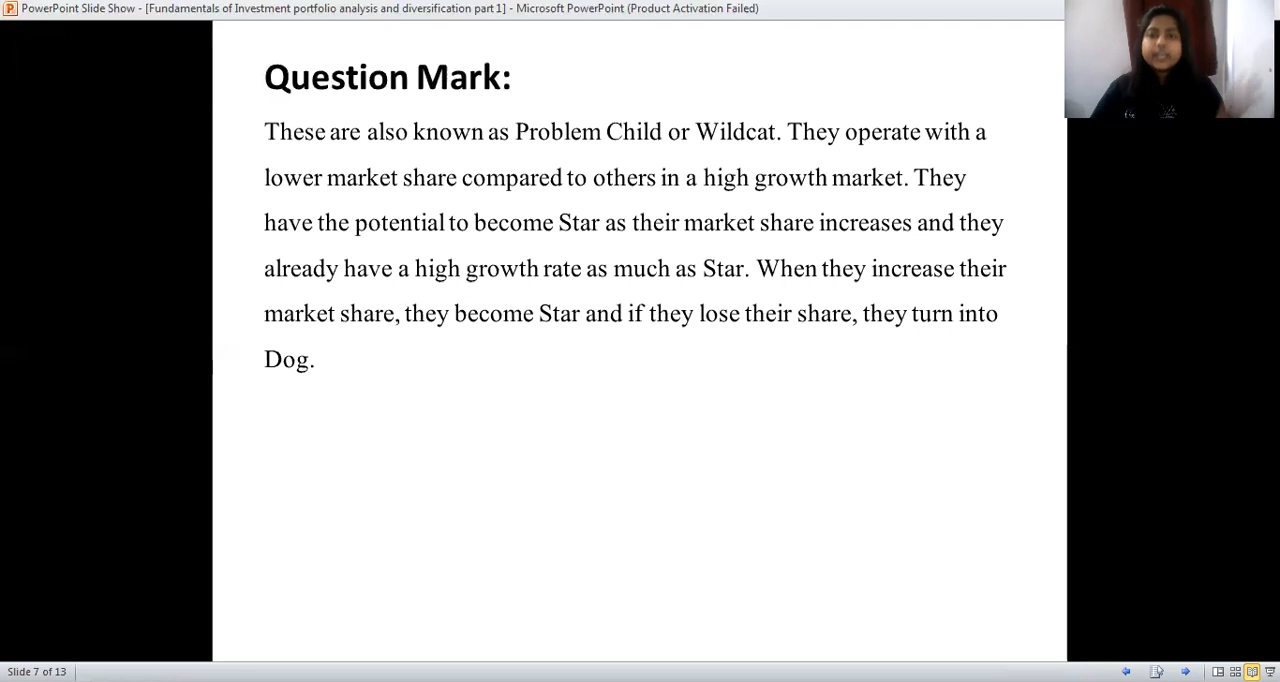 PowerPoint Slide Show - [Fundamentals of Investment portfolio analysis and diversification part 1] - Microsoft PowerPoint (Product Activation Failed)
Question Mark:
These are also known as Problem Child or Wildcat. They operate with a
lower market share compared to others in a high growth market. They
have the potential to become Star as their market share increases and they
already have a high growth rate as much as Star. When they increase their
market share, they become Star and if they lose their share, they turn into
Dog.
Slide 7 of 13